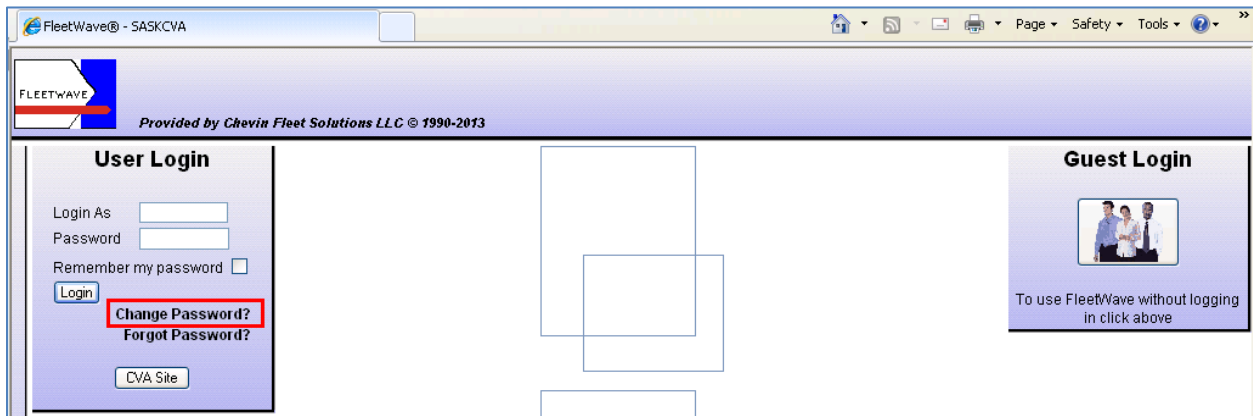 FleetWave® - SASKCVA
Page Safety Tools ? »
FLEETWAVE
Provided by Chevin Fleet Solutions LLC © 1990-2013
User Login
Login As
Password
Remember my password
Login
Change Password?
Forgot Password?
CVA Site
Guest Login
To use FleetWave without logging
in click above